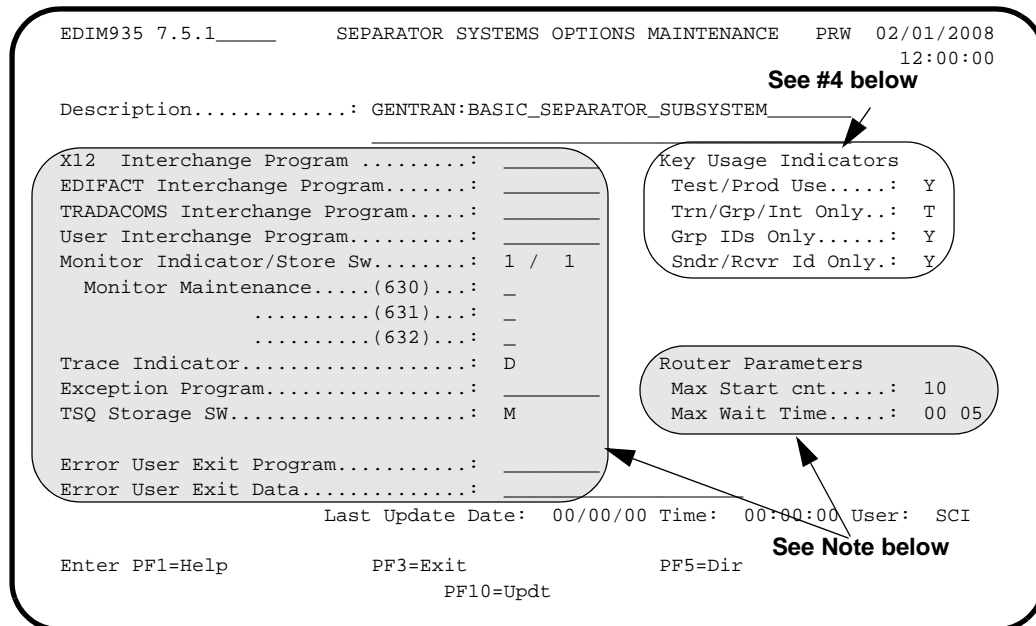 EDIM935 7.5.1_____ SEPARATOR SYSTEMS OPTIONS MAINTENANCE PRW 02/01/2008
12:00:00
See #4 below
Description.............: GENTRAN:BASIC_SEPARATOR_SUBSYSTEM_______
________________________________________
X12 Interchange Program .........: ________ Key Usage Indicators
EDIFACT Interchange Program.......: ________ Test/Prod Use.....: Y
TRADACOMS Interchange Program.....: ________ Trn/Grp/Int Only..: T
User Interchange Program..........: ________ Grp IDs Only......: Y
Monitor Indicator/Store Sw........: 1 / 1 Sndr/Rcvr Id Only.: Y
Monitor Maintenance.....(630)...: _
..........(631)...: _
..........(632)...: _
Trace Indicator...................: D Router Parameters
Exception Program.................: ________ Max Start cnt.....: 10
TSQ Storage SW....................: M Max Wait Time.....: 00 05
Error User Exit Program...........: ________
Error User Exit Data..............: ____________________
Last Update Date: 00/00/00 Time: 00:00:00 User: SCI
See Note below
Enter PF1=Help PF3=Exit PF5=Dir
PF10=Updt